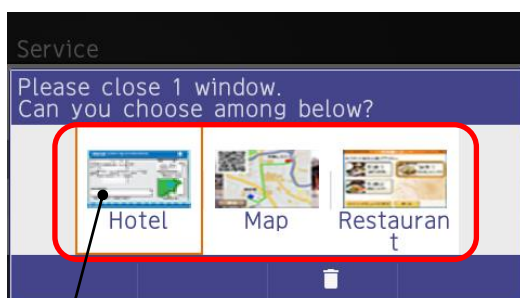 Service
Please close 1 window.
Can you choose among below?
Hotel
Map
Restauran
t